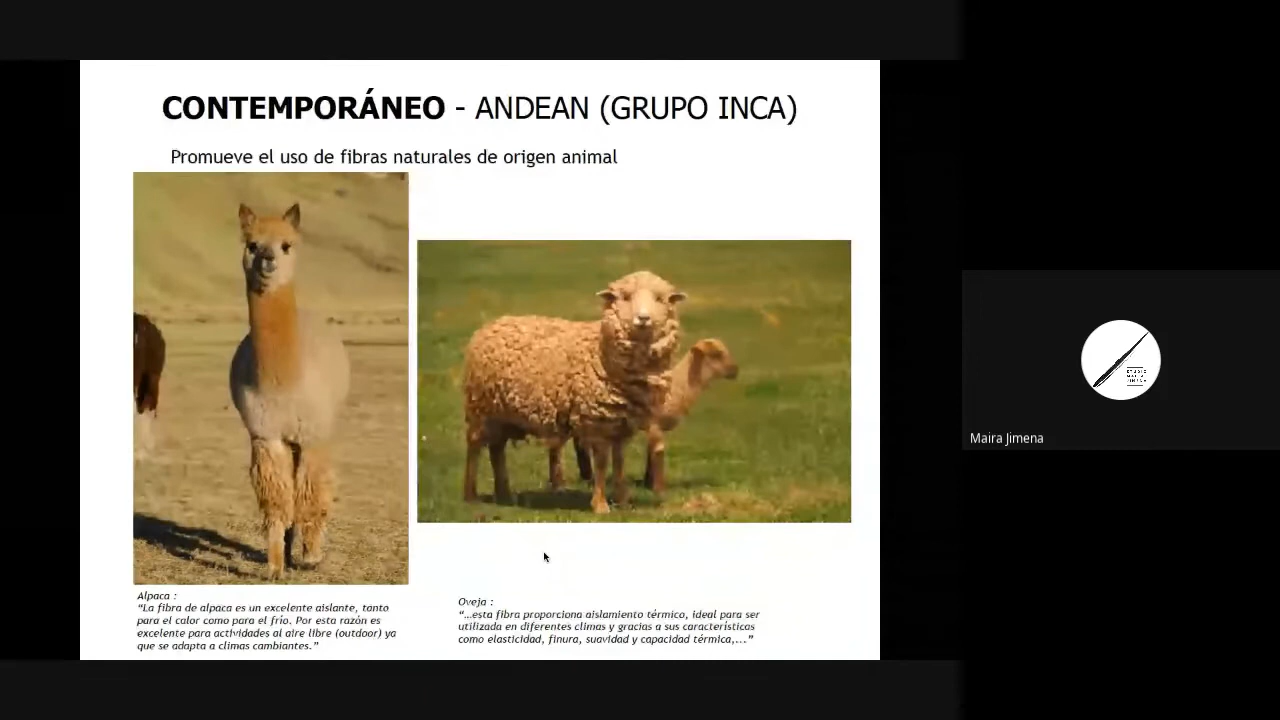 CONTEMPORÁNEO - ANDEAN (GRUPO INCA)
Promueve el uso de fibras naturales de origen animal
Alpaca :
“La fibra de alpaca es un excelente aislante, tanto
para el calor como para el frío. Por esta razón es
excelente para actividades al aire libre (outdoor) ya
que se adapta a climas cambiantes.”
Oveja :
“...esta fibra proporciona aislamiento térmico, ideal para ser
utilizada en diferentes climas y gracias a sus características
como elasticidad, finura, suavidad y capacidad térmica,...”
Maira Jimena